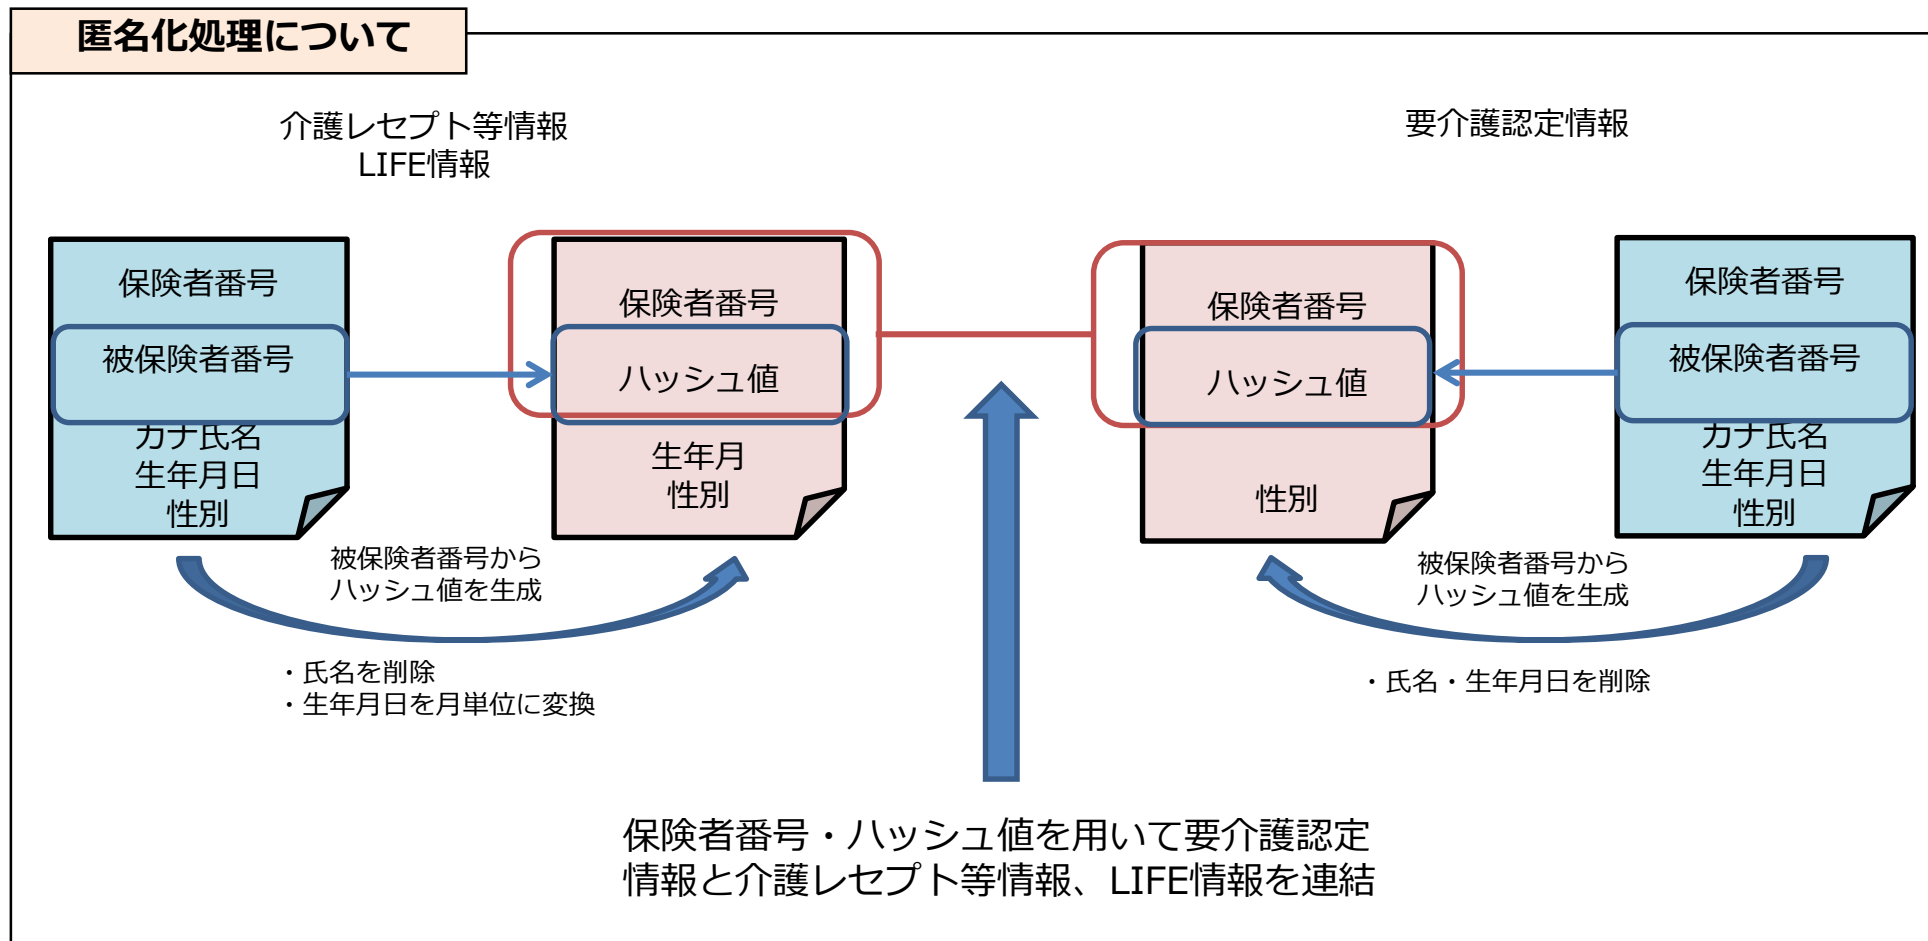 匿名化処理について
介護レセプト等情報
LIFE情報
要介護認定情報
保険者番号
被保険者番号
カナ氏名
生年月日
性別
保険者番号
ハッシュ値
生年月
性別
保険者番号
ハッシュ値
性別
保険者番号
被保険者番号
カナ氏名
生年月日
性別
被保険者番号から
ハッシュ値を生成
・氏名を削除
・生年月日を月単位に変換
被保険者番号から
ハッシュ値を生成
・氏名・生年月日を削除
保険者番号・ハッシュ値を用いて要介護認定
情報と介護レセプト等情報、LIFE情報を連結